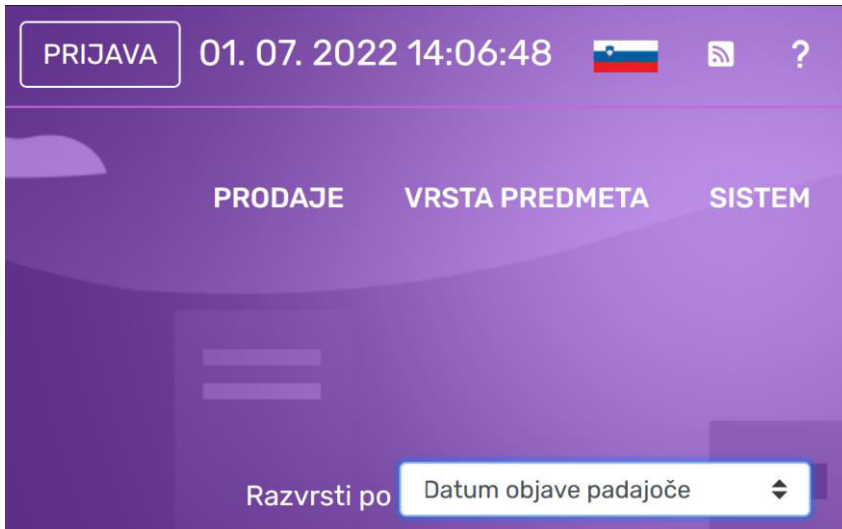 PRIJAVA 01. 07. 2022 14:06:48 ?
PRODAJE VRSTA PREDMETA SISTEM
Razvrsti po Datum objave padajoče